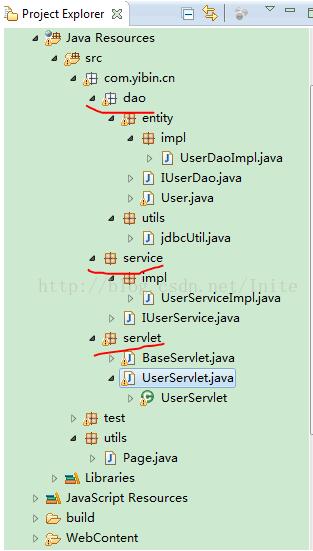 Project Explorer
Java Resources
src
com.yibin.cn
dao
entity
impl
UserDaoImpl.java
IUserDao.java
User.java
utils
jdbcUtil.java
service
impl
UserServiceImpl.java
IUserService.java
servlet
BaseServlet.java
UserServlet.java
UserServlet
test
utils
Page.java
Libraries
JavaScript Resources
build
WebContent
http://blog.csdn.net/Inite